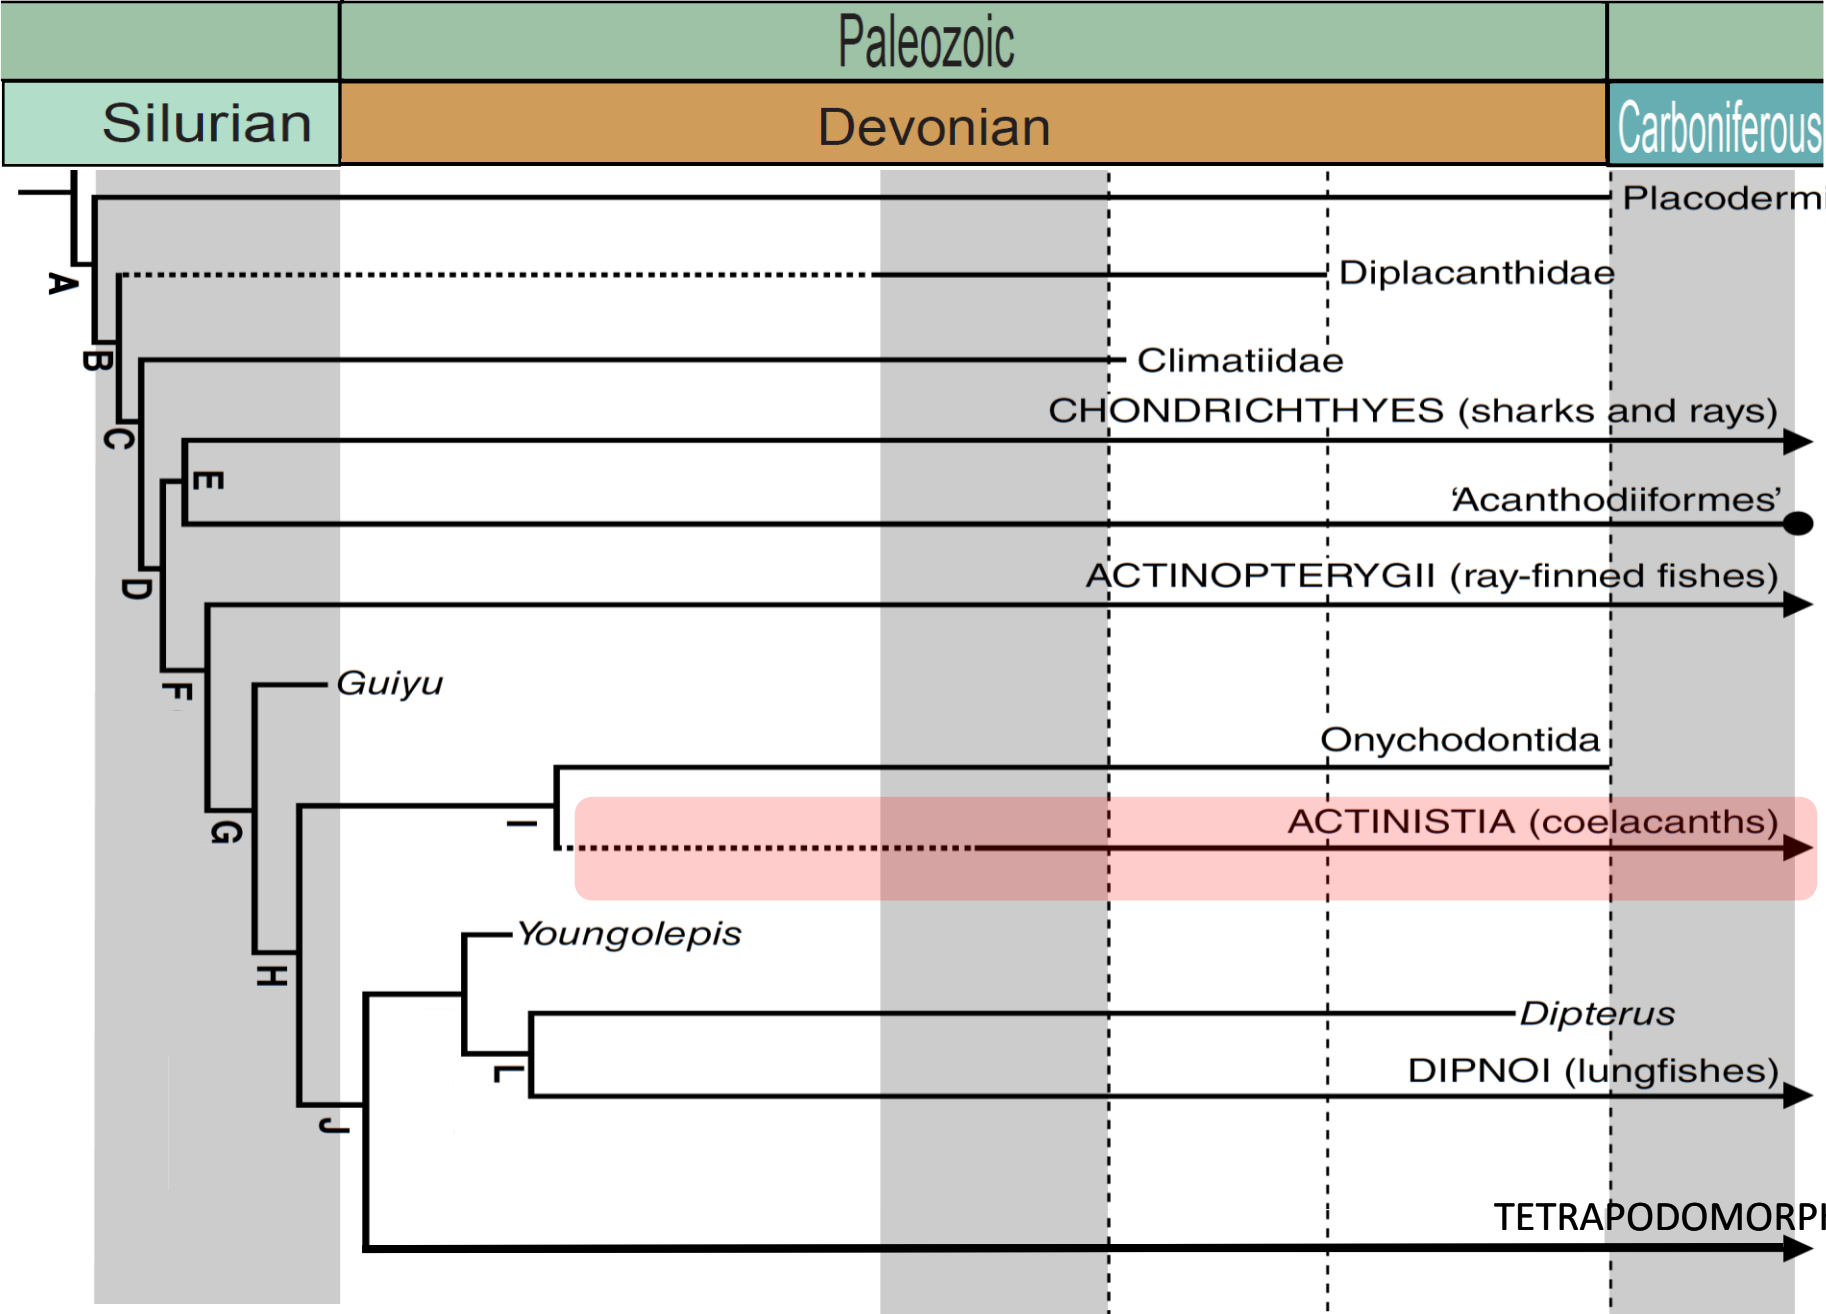 Paleozoic
Silurian
Devonian
Carboniferous
Placodermi
A
Diplacanthidae
B
Climatiidae
CHONDRICHTHYES (sharks and rays)
C
E
‘Acanthodiiformes’
D
ACTINOPTERYGII (ray-finned fishes)
F
Guiyu
Onychodontida
G
I
ACTINISTIA (coelacanths)
Youngolepis
H
Dipterus
L
DIPNOI (lungfishes)
J
TETRAPODOMORPH